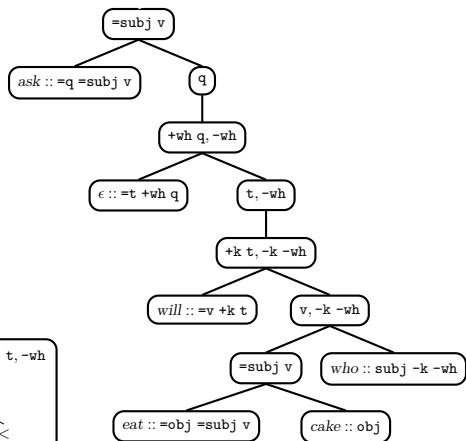 =subj v
ask :: =q =subj v
q
+wh q, -wh
ϵ :: =t +wh q
t, -wh
+k t, -k -wh
will :: =v +k t
v, -k -wh
t, -wh
=subj v
who :: subj -k -wh
eat :: =obj =subj v
cake :: obj
<